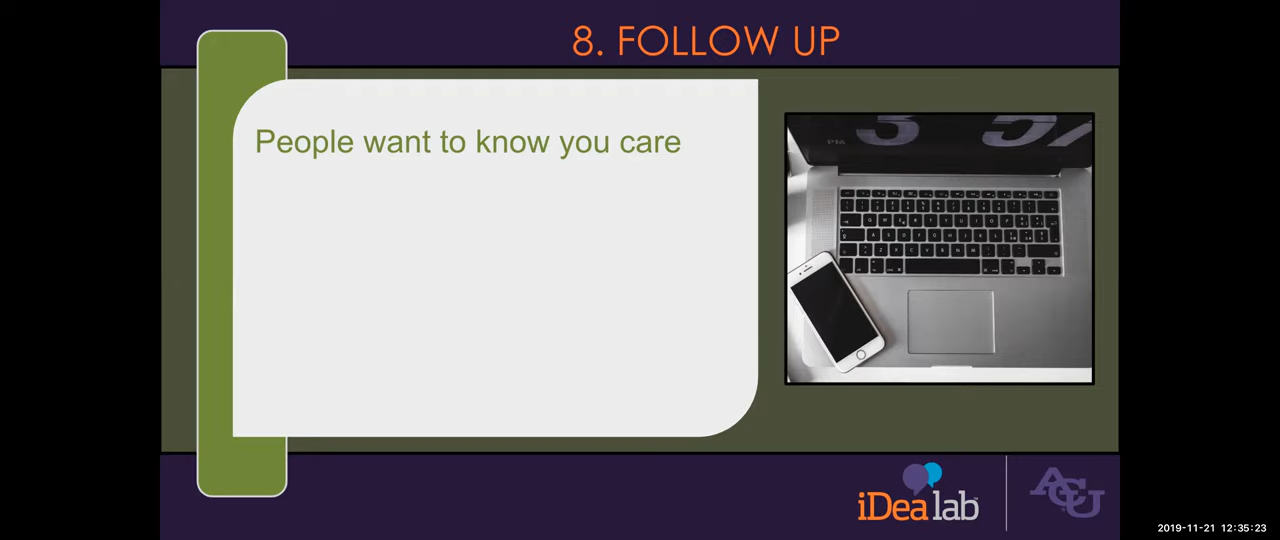 8. FOLLOW UP
People want to know you care
iDea lab
ACU
2019-11-21 12:35:23